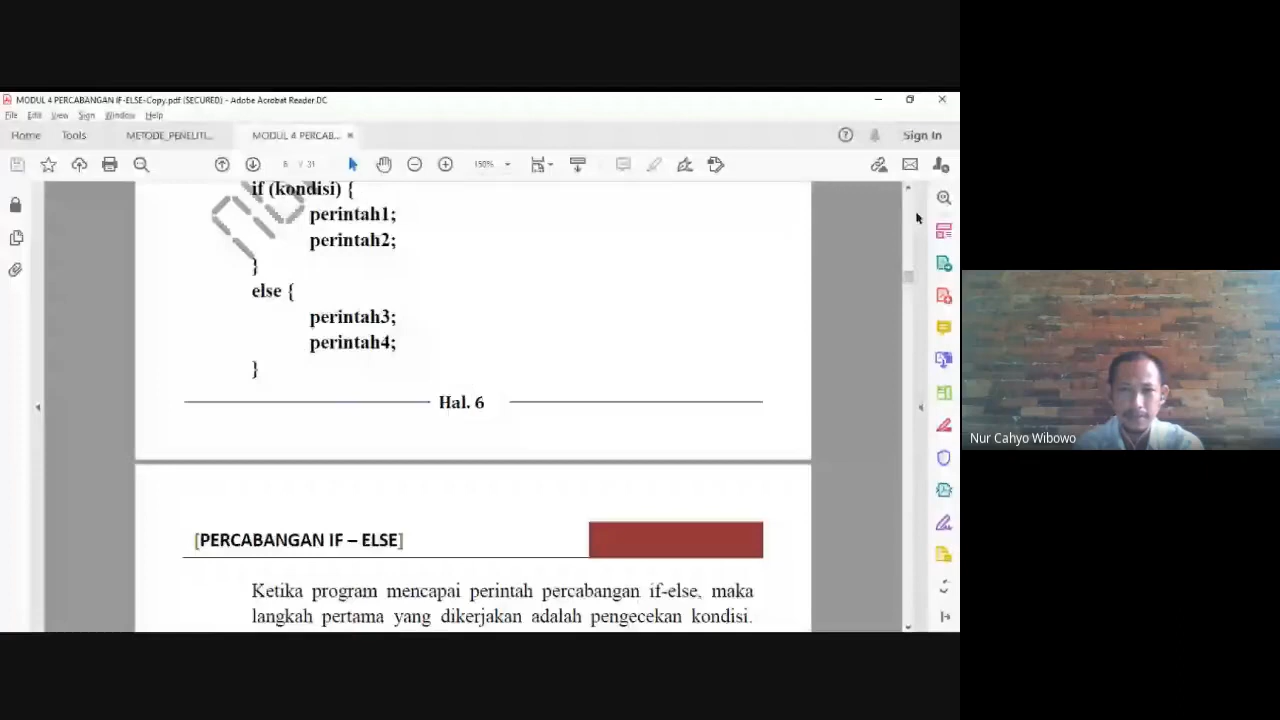 MODUL 4 PERCABANGAN IF-ELSE-Copy.pdf (SECURED) - Adobe Acrobat Reader DC
File Edit View Sign Window Help
Home Tools METODE_PENELITI... MODUL 4 PERCAB... × Sign In
/ 31 150%
if (kondisi) {
perintah1;
perintah2;
}
else {
perintah3;
perintah4;
}
Hal. 6
[PERCABANGAN IF – ELSE]
Ketika program mencapai perintah percabangan if-else, maka
langkah pertama yang dikerjakan adalah pengecekan kondisi.
Nur Cahyo Wibowo